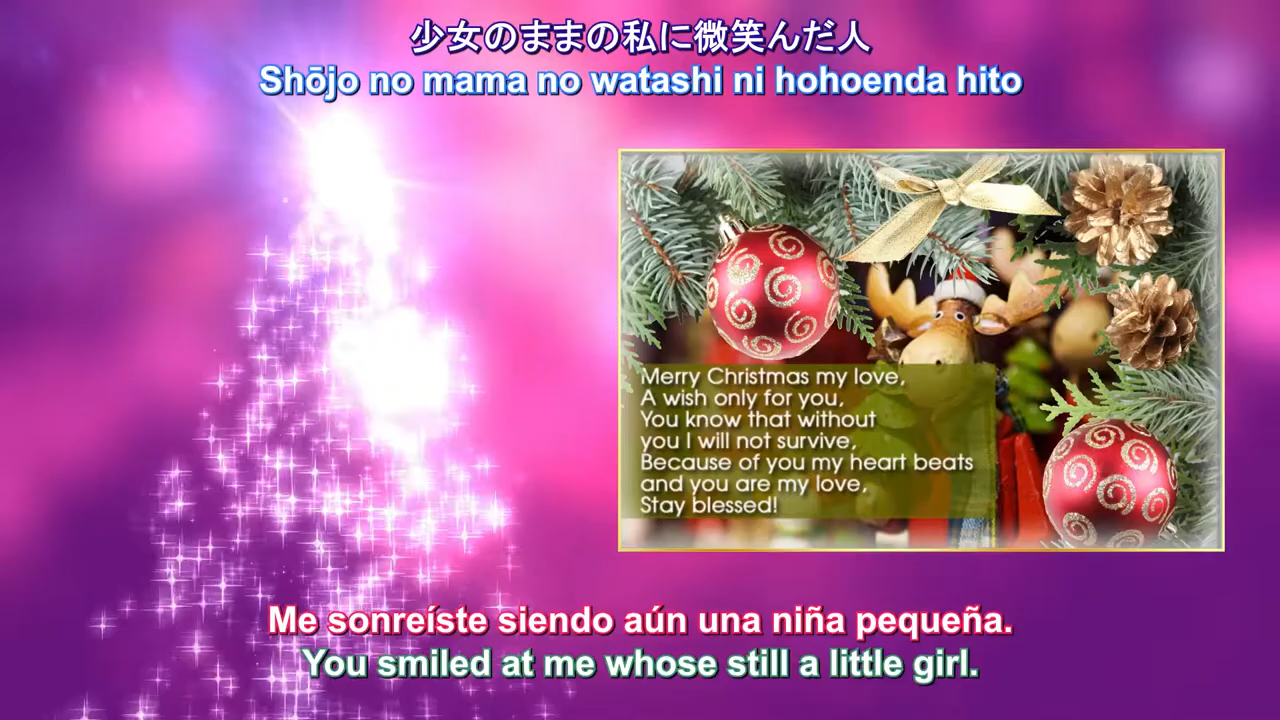 少女のままの私に微笑んだ人
Shōjo no mama no watashi ni hohoenda hito
Merry Christmas my love,
A wish only for you,
You know that without
you I will not survive,
Because of you my heart beats
and you are my love,
Stay blessed!
Me sonreíste siendo aún una niña pequeña.
You smiled at me whose still a little girl.